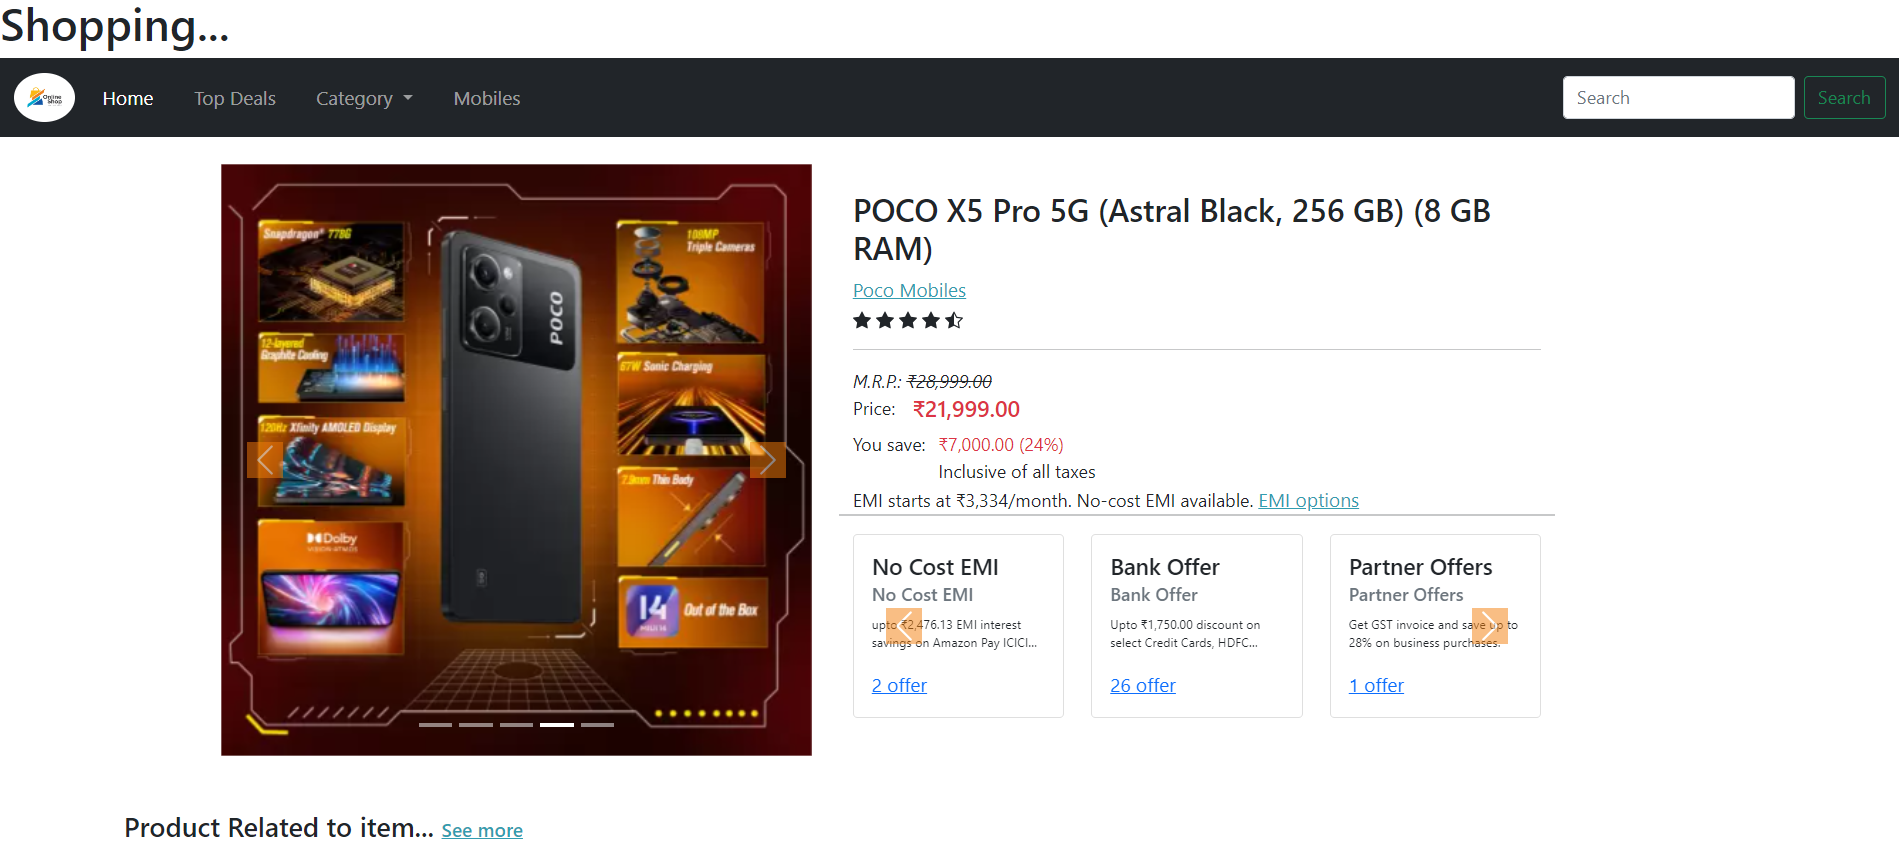 Shopping...
Online
Shop
Home
Top Deals
Category
Mobiles
Search
Search
Snapdragon® 778G
12-layered
Graphite Cooling
120Hz Xfinity AMOLED Display
Dolby
VISION·ATMOS
POCO
5G
108MP
Triple Cameras
67W Sonic Charging
7.9mm Thin Body
14
MIUI 14
Out of the Box
POCO X5 Pro 5G (Astral Black, 256 GB) (8 GB
RAM)
Poco Mobiles
M.R.P.: ₹28,999.00
Price: ₹21,999.00
You save: ₹7,000.00 (24%)
Inclusive of all taxes
EMI starts at ₹3,334/month. No-cost EMI available. EMI options
No Cost EMI
No Cost EMI
upto ₹2,476.13 EMI interest
savings on Amazon Pay ICICI...
2 offer
Bank Offer
Bank Offer
Upto ₹1,750.00 discount on
select Credit Cards, HDFC...
26 offer
Partner Offers
Partner Offers
Get GST invoice and save up to
28% on business purchases.
1 offer
Product Related to item... See more